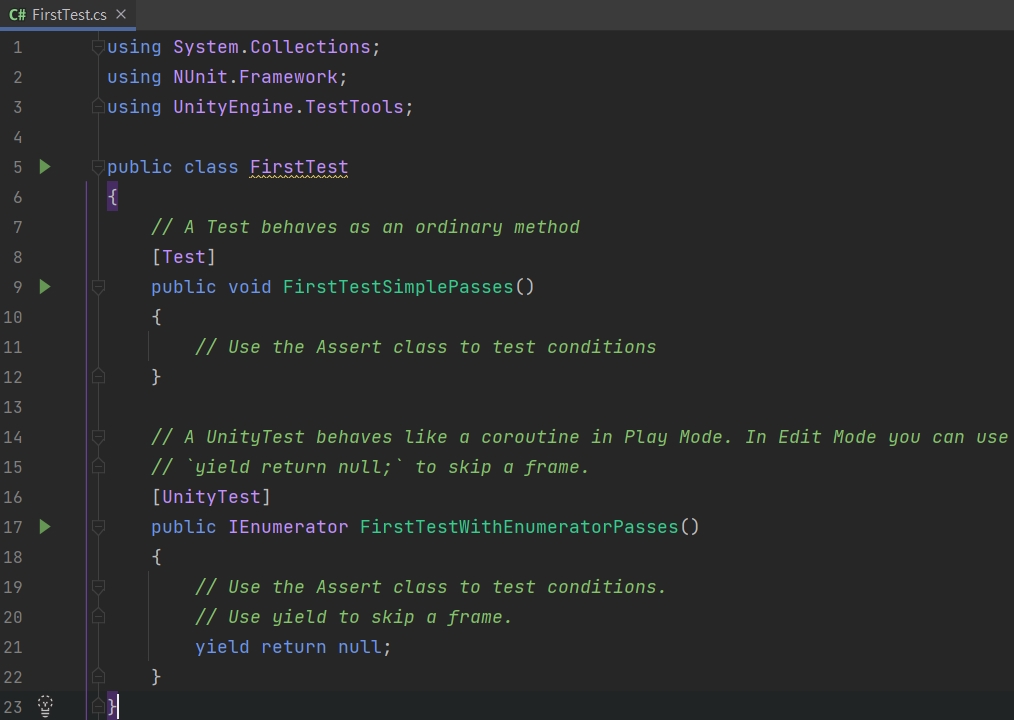 C# FirstTest.cs ×
1 using System.Collections;
2 using NUnit.Framework;
3 using UnityEngine.TestTools;
4
5 public class FirstTest
6 {
7     // A Test behaves as an ordinary method
8     [Test]
9     public void FirstTestSimplePasses()
10     {
11         // Use the Assert class to test conditions
12     }
13
14     // A UnityTest behaves like a coroutine in Play Mode. In Edit Mode you can use
15     // `yield return null;` to skip a frame.
16     [UnityTest]
17     public IEnumerator FirstTestWithEnumeratorPasses()
18     {
19         // Use the Assert class to test conditions.
20         // Use yield to skip a frame.
21         yield return null;
22     }
23 }